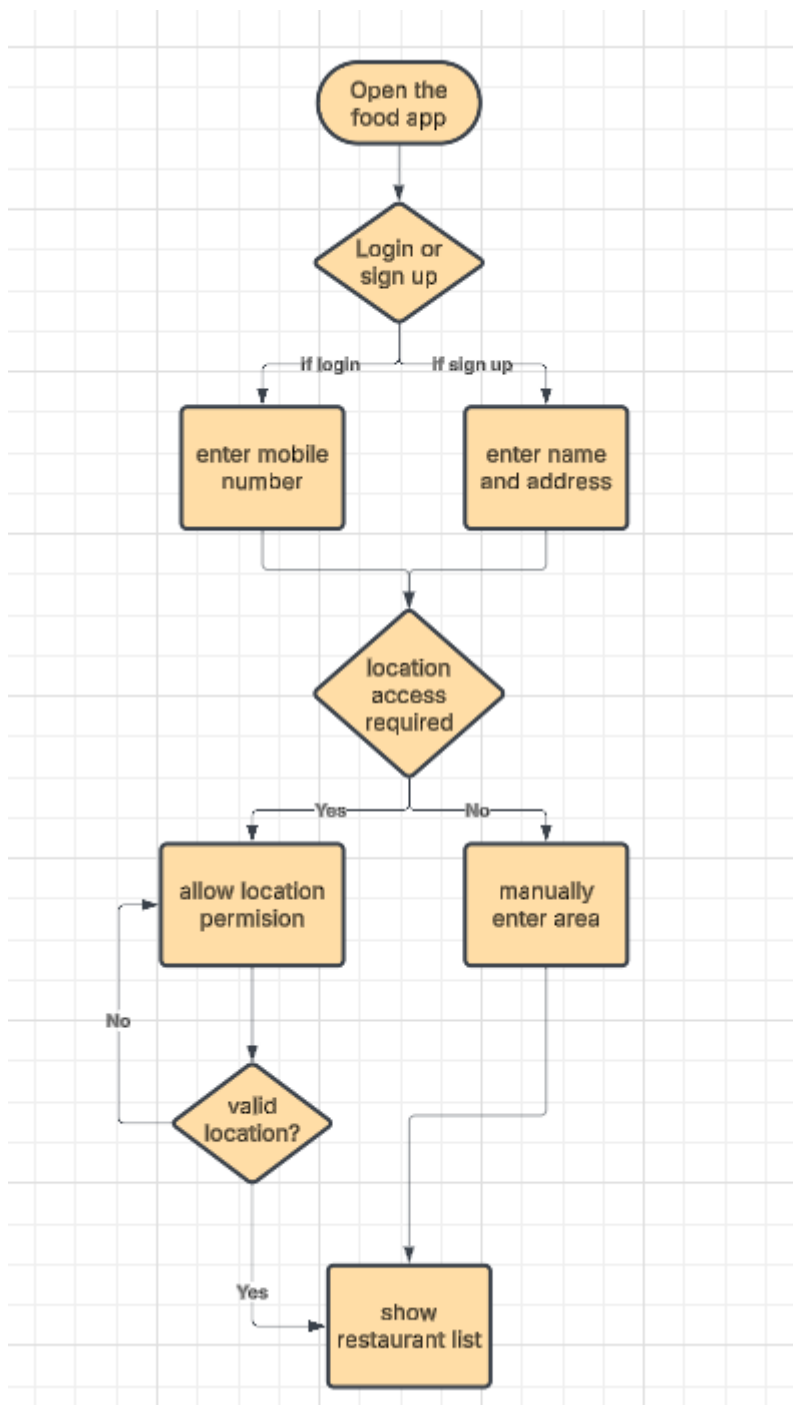 Open the
food app
Login or
sign up
if login
if sign up
enter mobile
number
enter name
and address
location
access
required
Yes
No
allow location
permision
manually
enter area
No
valid
location?
Yes
show
restaurant list